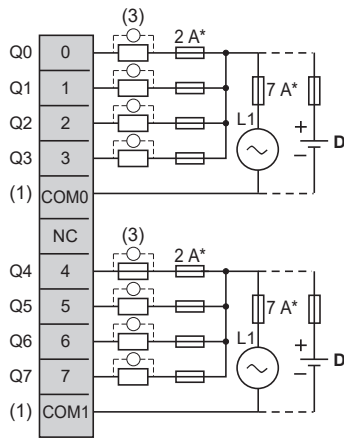 (3)
Q0 0 2 A*
Q1 1 7 A*
Q2 2 L1 +
Q3 3 − D
(1) COM0
NC
(3)
Q4 4 2 A*
Q5 5 7 A*
Q6 6 L1 +
Q7 7 − D
(1) COM1